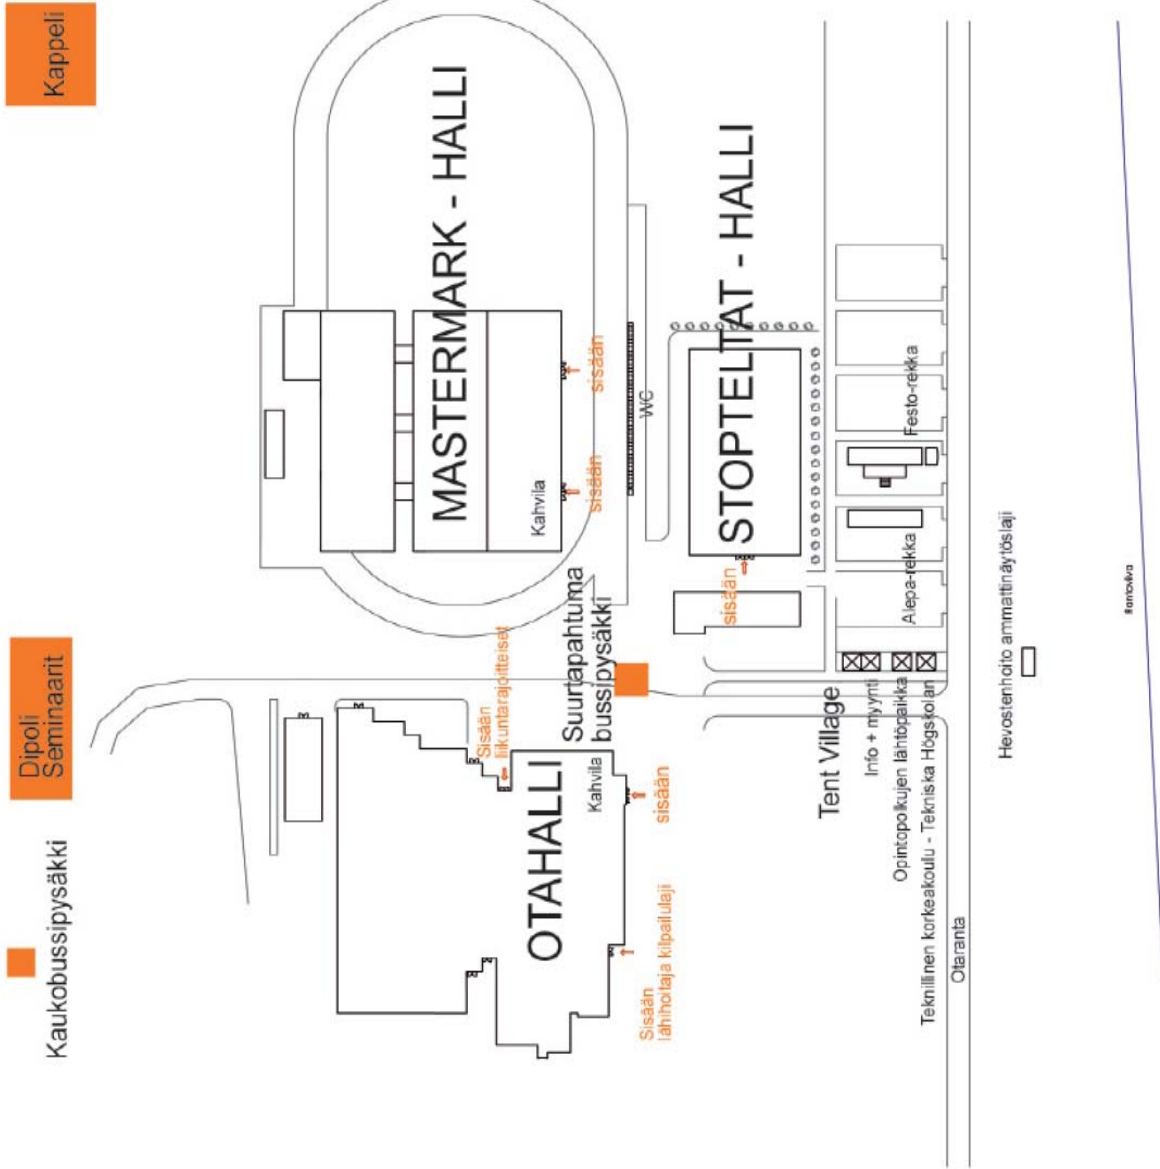 Kappeli
Dipoli
Seminaarit
Kaukobussipysäkki
MASTERMARK - HALLI
Kahvila
sisään
sisään
WC
STOPTELTAT - HALLI
sisään
Suurtapahtuma
bussipysäkki
Sisään
liikuntarajoitteiset
OTAHALLI
Kahvila
sisään
Sisään
lähihoitaja kilpailulaji
Tent Village
Info + myynti
Opintopolkujen lähtöpaikka
Teknillinen korkeakoulu - Tekniska Högskolan
Alepa-rekka
Festo-rekka
Otaranta
Hevostenhoito ammattinäytöslaji
Rantaviiva